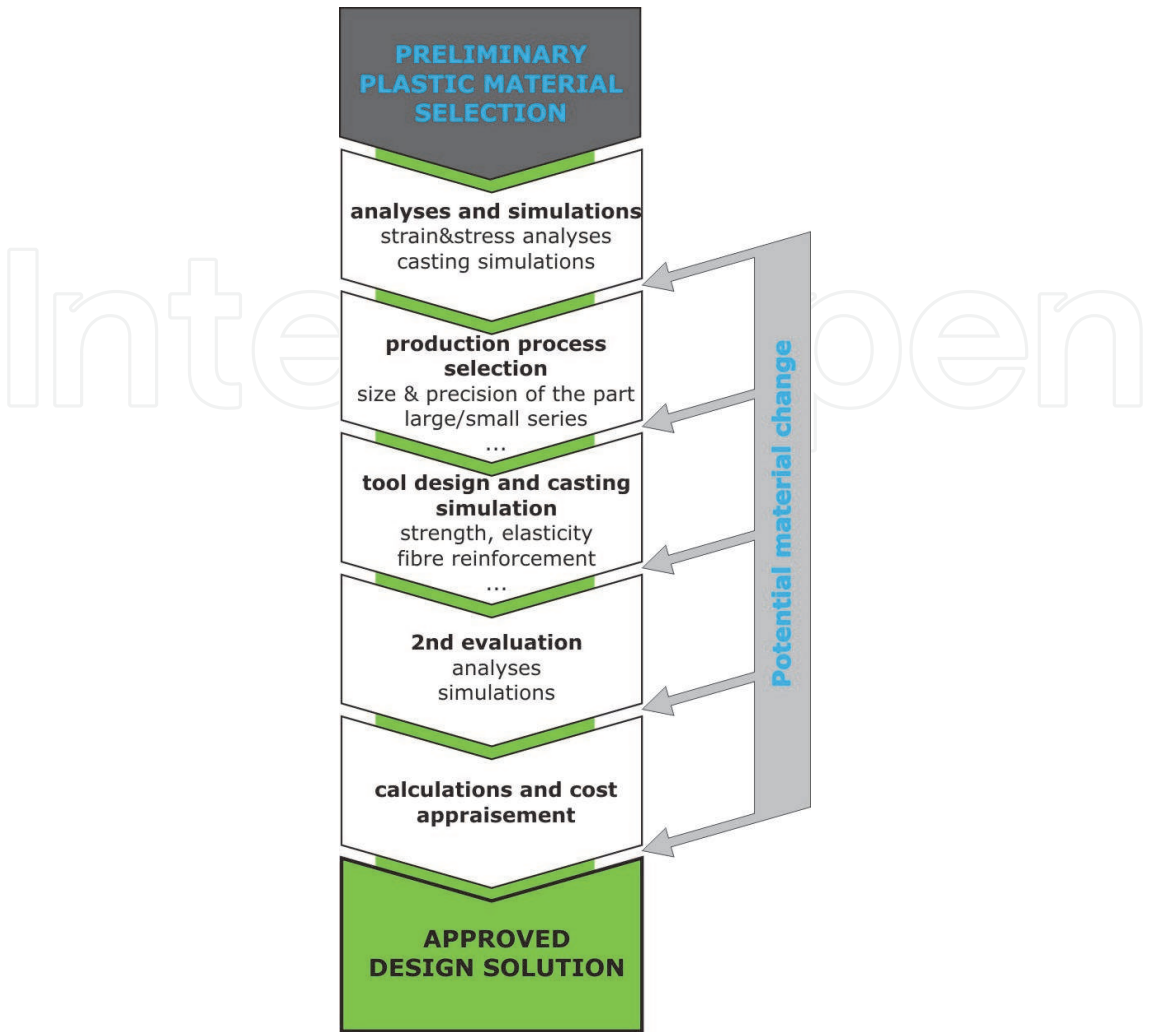 PRELIMINARY
PLASTIC MATERIAL
SELECTION
analyses and simulations
strain&stress analyses
casting simulations
production process
selection
size & precision of the part
large/small series
...
tool design and casting
simulation
strength, elasticity
fibre reinforcement
...
2nd evaluation
analyses
simulations
calculations and cost
appraisement
APPROVED
DESIGN SOLUTION
Potential material change